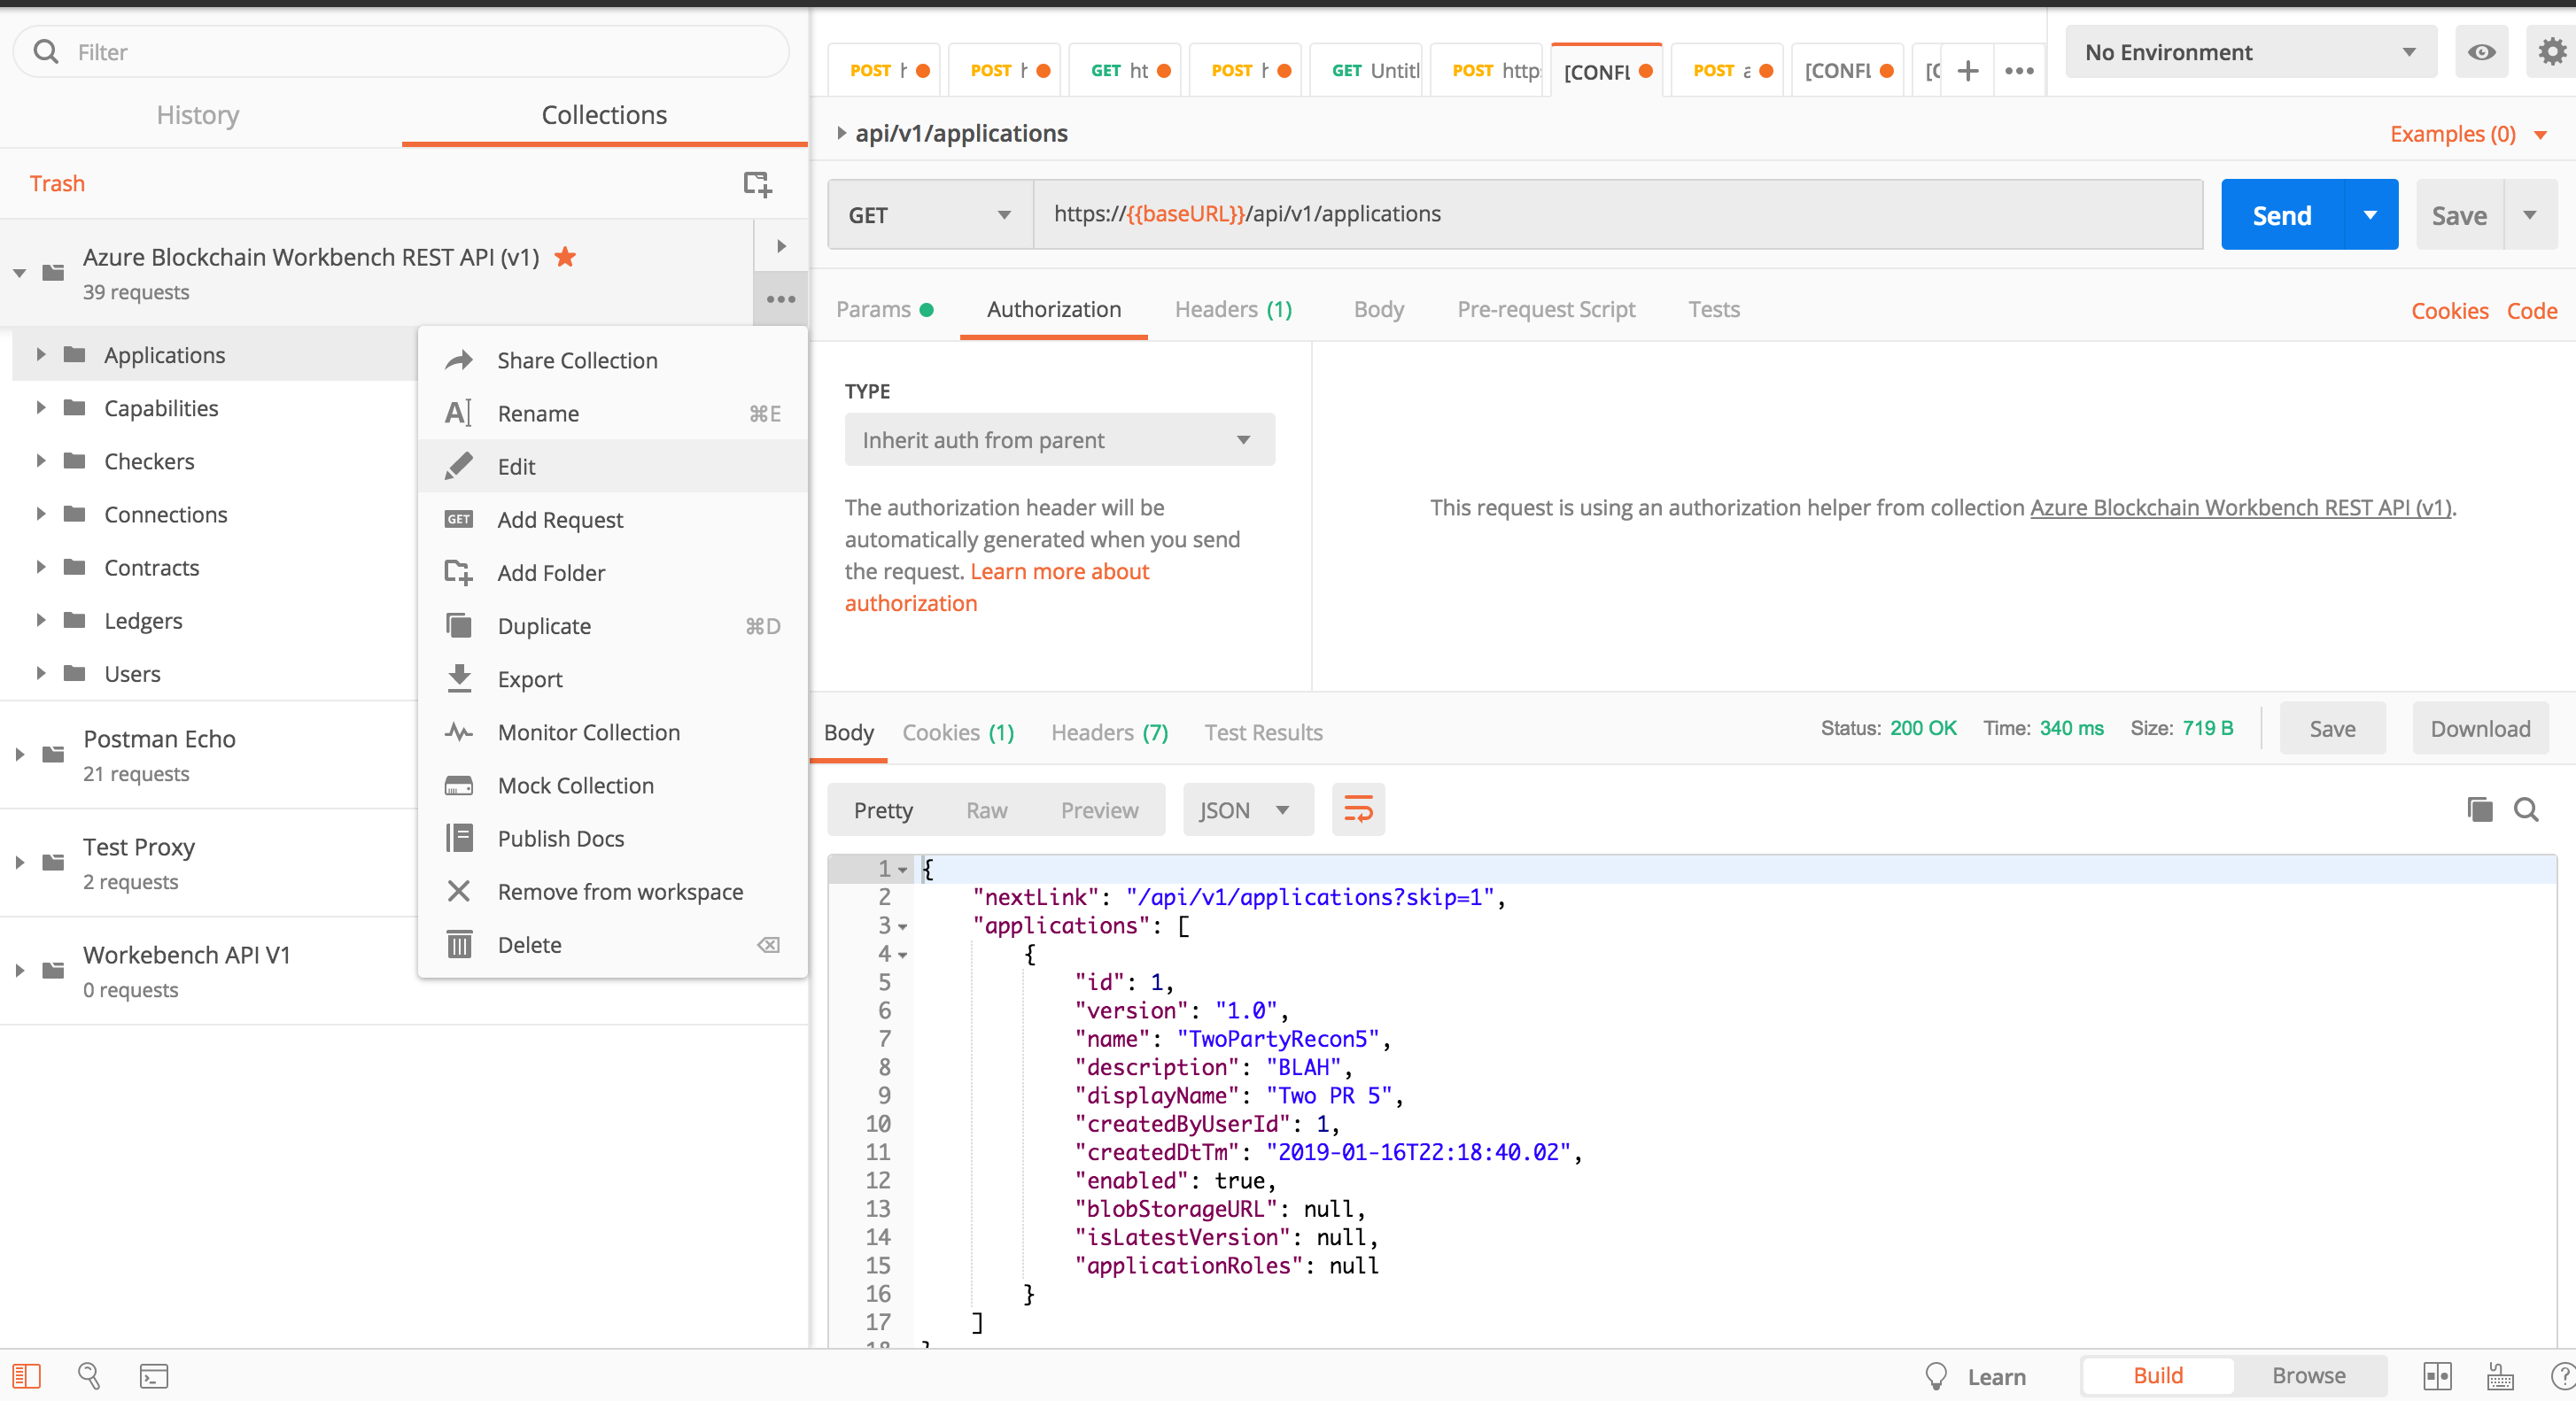 Filter
History
Collections
Trash
Azure Blockchain Workbench REST API (v1)
39 requests
Applications
Capabilities
Checkers
Connections
Contracts
Ledgers
Users
Postman Echo
21 requests
Test Proxy
2 requests
Workebench API V1
0 requests
Share Collection
Rename ⌘E
Edit
GET Add Request
Add Folder
Duplicate ⌘D
Export
Monitor Collection
Mock Collection
Publish Docs
Remove from workspace
Delete
POST h POST h GET ht POST h GET Untitl POST http: [CONFL POST a [CONFL [C
No Environment
api/v1/applications
Examples (0)
GET https://{{baseURL}}/api/v1/applications
Send
Save
Params Authorization Headers (1) Body Pre-request Script Tests
Cookies Code
TYPE
Inherit auth from parent
The authorization header will be
automatically generated when you send
the request. Learn more about
authorization
This request is using an authorization helper from collection Azure Blockchain Workbench REST API (v1).
Body Cookies (1) Headers (7) Test Results
Status: 200 OK Time: 340 ms Size: 719 B
Save Download
Pretty Raw Preview JSON
1 {
2 "nextLink": "/api/v1/applications?skip=1",
3 "applications": [
4 {
5 "id": 1,
6 "version": "1.0",
7 "name": "TwoPartyRecon5",
8 "description": "BLAH",
9 "displayName": "Two PR 5",
10 "createdByUserId": 1,
11 "createdDtTm": "2019-01-16T22:18:40.02",
12 "enabled": true,
13 "blobStorageURL": null,
14 "isLatestVersion": null,
15 "applicationRoles": null
16 }
17 ]
18 }
Learn
Build
Browse